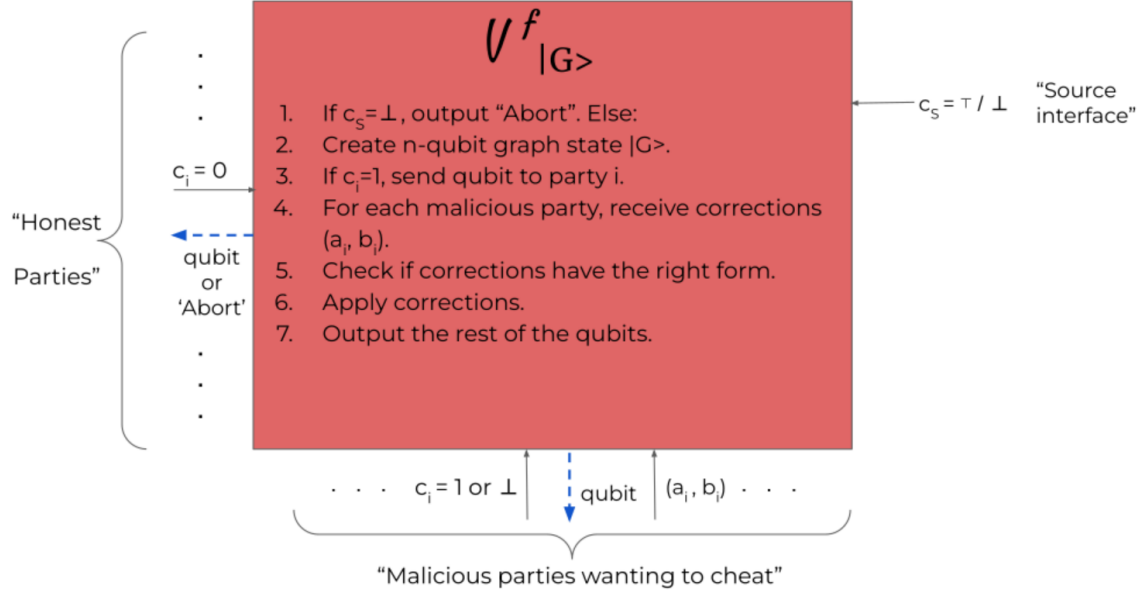 V^f_|G>
1. If c_S=⊥, output “Abort”. Else:
2. Create n-qubit graph state |G>.
3. If c_i=1, send qubit to party i.
4. For each malicious party, receive corrections
(a_i, b_i).
5. Check if corrections have the right form.
6. Apply corrections.
7. Output the rest of the qubits.
“Honest
Parties”
c_i = 0
qubit
or
‘Abort’
c_S = ⊤ / ⊥
“Source
interface”
. . . c_i = 1 or ⊥
qubit
(a_i, b_i) . . .
“Malicious parties wanting to cheat”